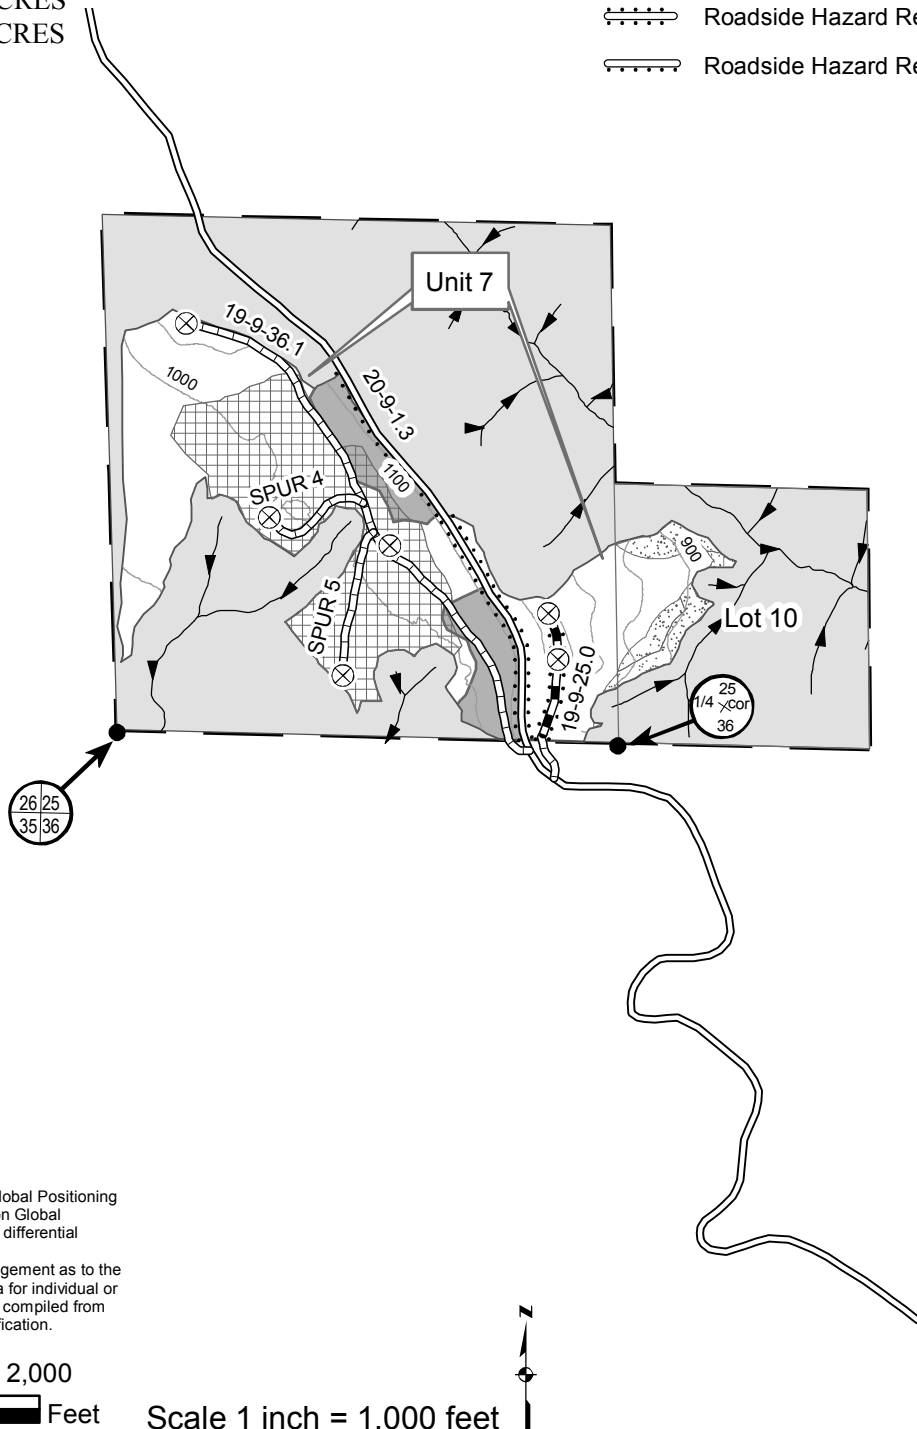 CRES
CRES
Roadside Hazard Re
Roadside Hazard Re
Unit 7
19-9-36.1
1000
20-9-1.3
1100
SPUR 4
900
SPUR 5
Lot 10
19-9-25.0
25
1/4 cor
36
26 25
35 36
lobal Positioning
on Global
differential
gement as to the
a for individual or
compiled from
fication.
2,000
Feet
Scale 1 inch = 1,000 feet
Z